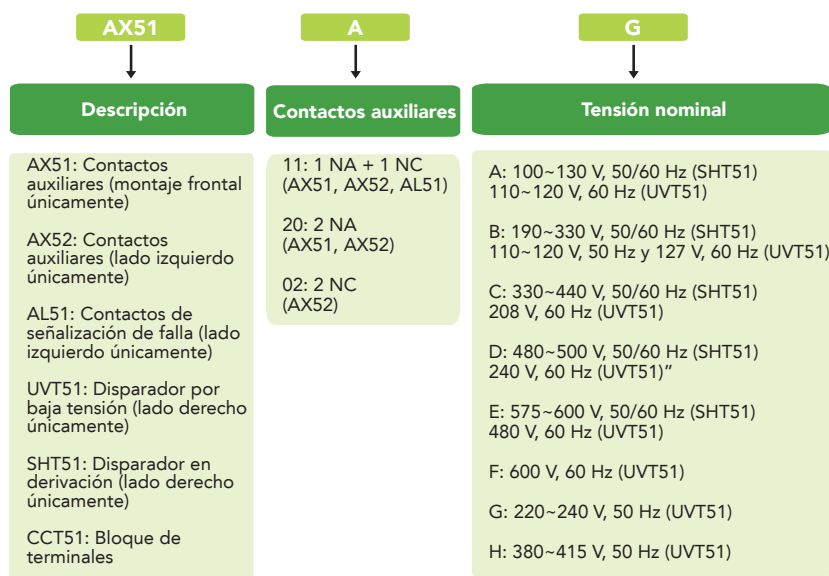 AX51
A
G
Descripción
Contactos auxiliares
Tensión nominal
AX51: Contactos
auxiliares (montaje frontal
únicamente)
AX52: Contactos
auxiliares (lado izquierdo
únicamente)
AL51: Contactos de
señalización de falla (lado
izquierdo únicamente)
UVT51: Disparador por
baja tensión (lado derecho
únicamente)
SHT51: Disparador en
derivación (lado derecho
únicamente)
CCT51: Bloque de
terminales
11: 1 NA + 1 NC
(AX51, AX52, AL51)
20: 2 NA
(AX51, AX52)
02: 2 NC
(AX52)
A: 100~130 V, 50/60 Hz (SHT51)
110~120 V, 60 Hz (UVT51)
B: 190~330 V, 50/60 Hz (SHT51)
110~120 V, 50 Hz y 127 V, 60 Hz (UVT51)
C: 330~440 V, 50/60 Hz (SHT51)
208 V, 60 Hz (UVT51)
D: 480~500 V, 50/60 Hz (SHT51)
240 V, 60 Hz (UVT51)”
E: 575~600 V, 50/60 Hz (SHT51)
480 V, 60 Hz (UVT51)
F: 600 V, 60 Hz (UVT51)
G: 220~240 V, 50 Hz (UVT51)
H: 380~415 V, 50 Hz (UVT51)